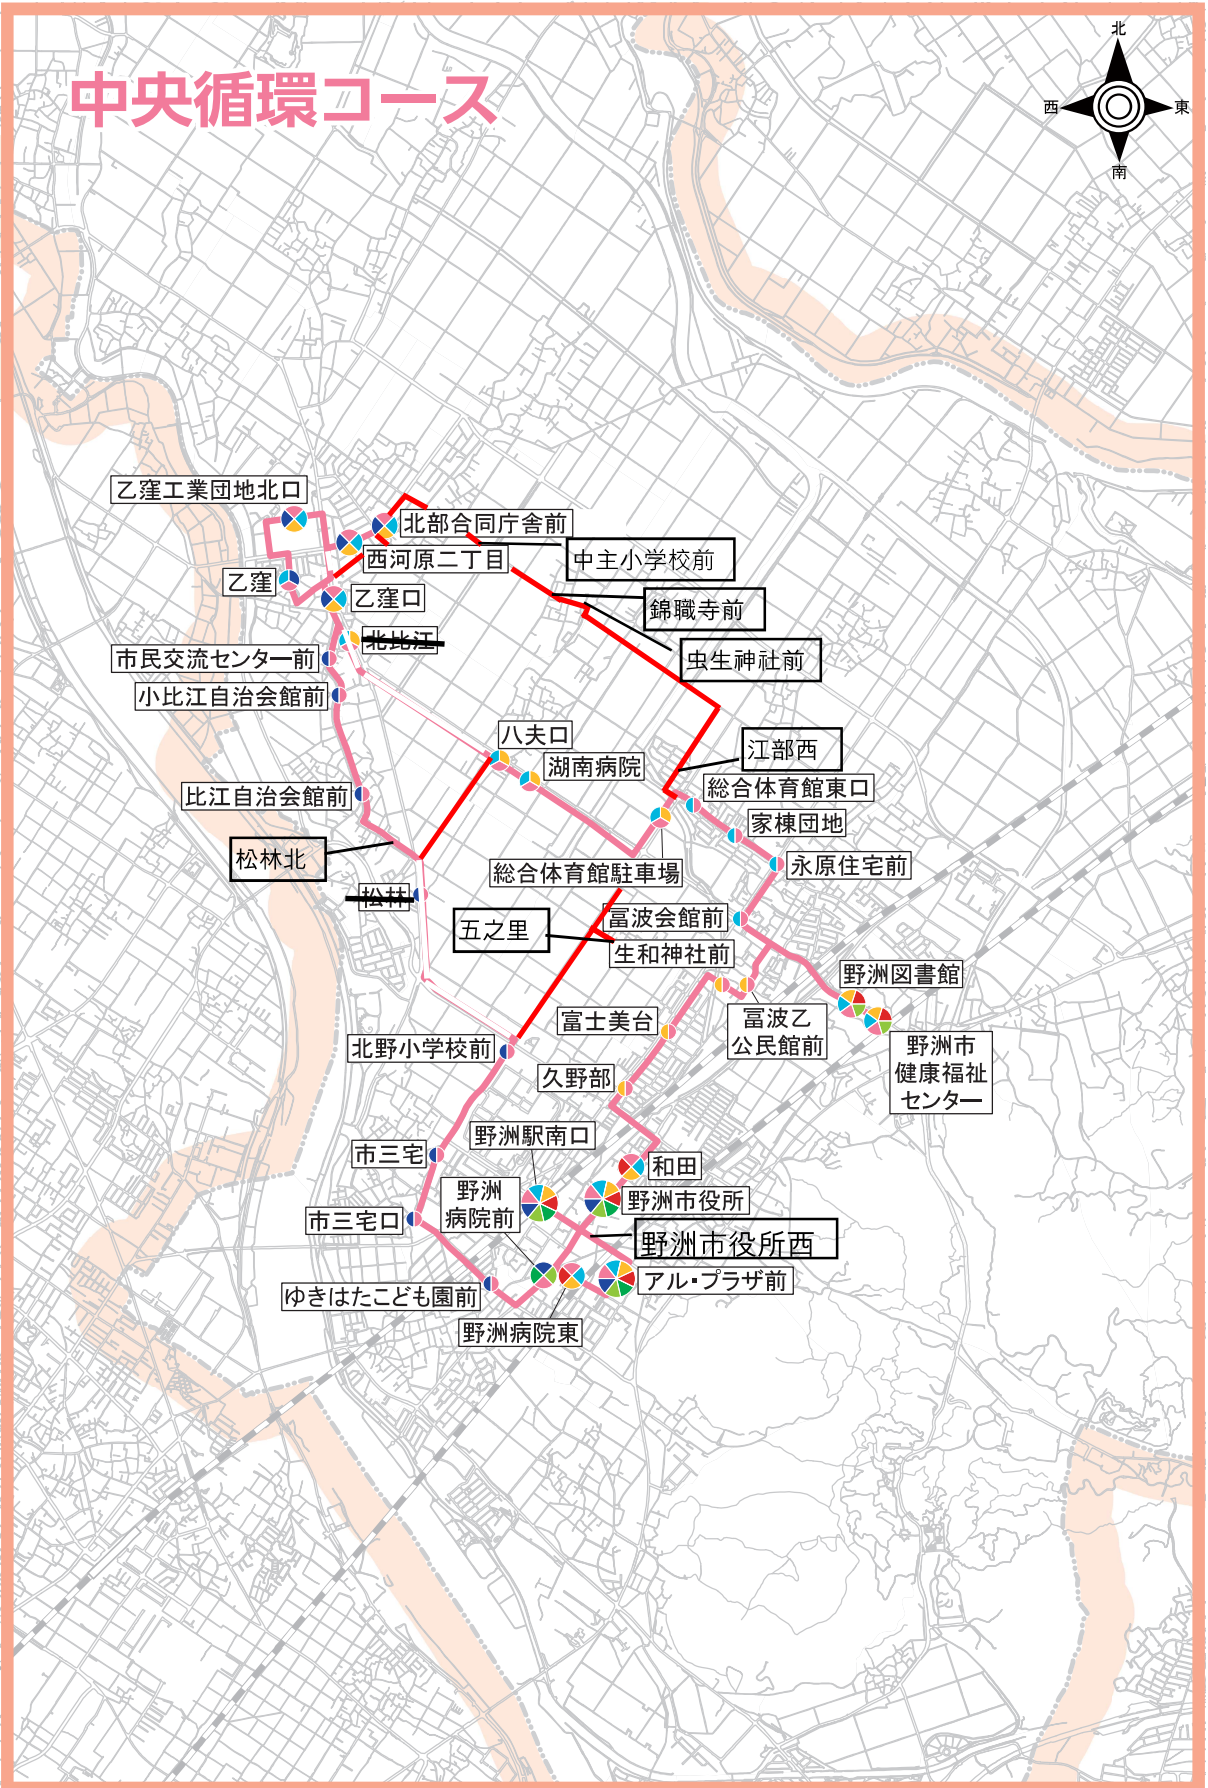 北
西
東
南
中央循環コース
乙窪工業団地北口
北部合同庁舎前
中主小学校前
西河原二丁目
乙窪
乙窪口
錦職寺前
北比江
市民交流センター前
虫生神社前
小比江自治会館前
八夫口
江部西
湖南病院
総合体育館東口
比江自治会館前
家棟団地
松林北
永原住宅前
総合体育館駐車場
松林
冨波会館前
五之里
生和神社前
野洲図書館
富士美台
冨波乙
公民館前
北野小学校前
野洲市
健康福祉
センター
久野部
野洲駅南口
市三宅
和田
野洲
病院前
野洲市役所
市三宅口
野洲市役所西
アル・プラザ前
ゆきはたこども園前
野洲病院東